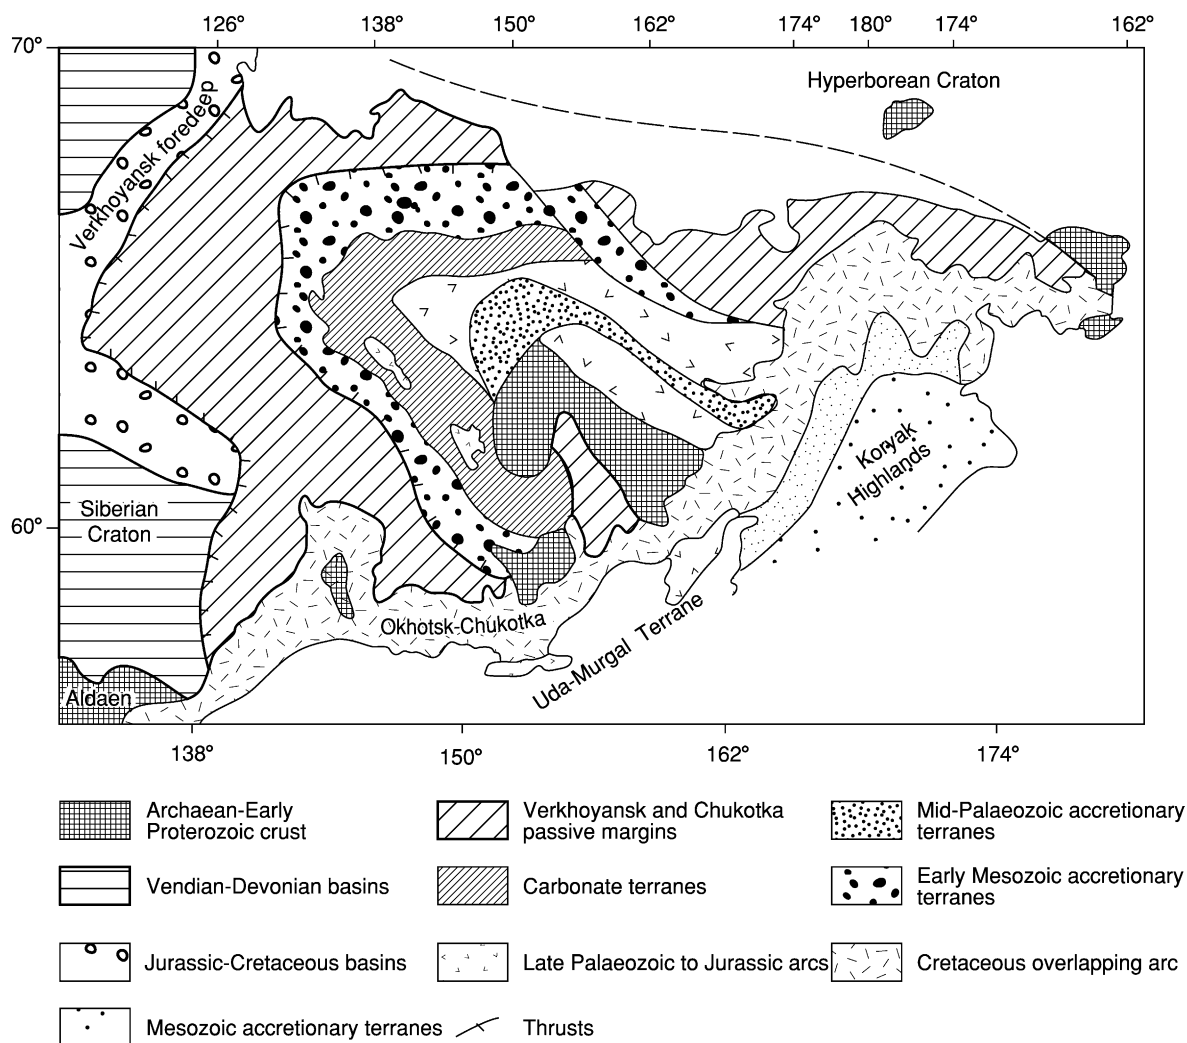 126° 138° 150° 162° 174° 180° 174° 162°
70°
Hyperborean Craton
Verkhoyansk foredeep
Koryak
Highlands
Siberian
Craton
60°
Okhotsk-Chukotka
Uda-Murgal Terrane
Aldaen
138° 150° 162° 174°
Archaean-Early
Proterozoic crust
Verkhoyansk and Chukotka
passive margins
Mid-Palaeozoic accretionary
terranes
Vendian-Devonian basins
Carbonate terranes
Early Mesozoic accretionary
terranes
Jurassic-Cretaceous basins
Late Palaeozoic to Jurassic arcs
Cretaceous overlapping arc
Mesozoic accretionary terranes
Thrusts